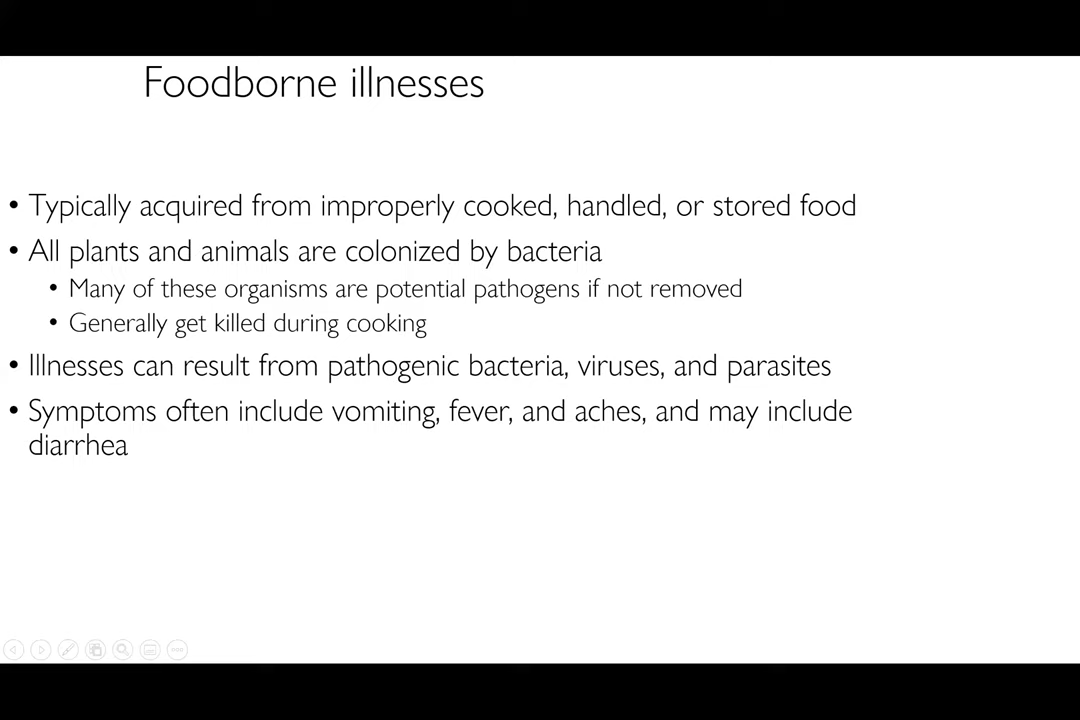 Foodborne illnesses
• Typically acquired from improperly cooked, handled, or stored food
• All plants and animals are colonized by bacteria
• Many of these organisms are potential pathogens if not removed
• Generally get killed during cooking
• Illnesses can result from pathogenic bacteria, viruses, and parasites
• Symptoms often include vomiting, fever, and aches, and may include
diarrhea